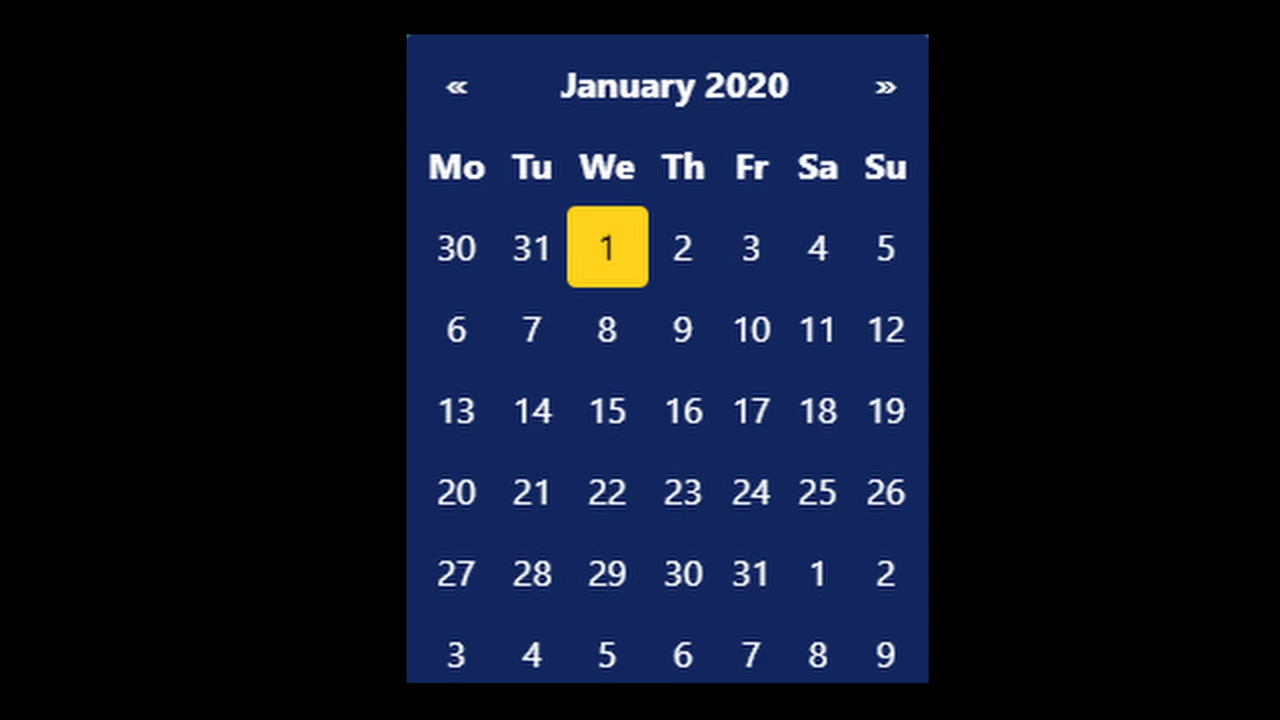 « January 2020 »
Mo Tu We Th Fr Sa Su
30 31 1 2 3 4 5
6 7 8 9 10 11 12
13 14 15 16 17 18 19
20 21 22 23 24 25 26
27 28 29 30 31 1 2
3 4 5 6 7 8 9